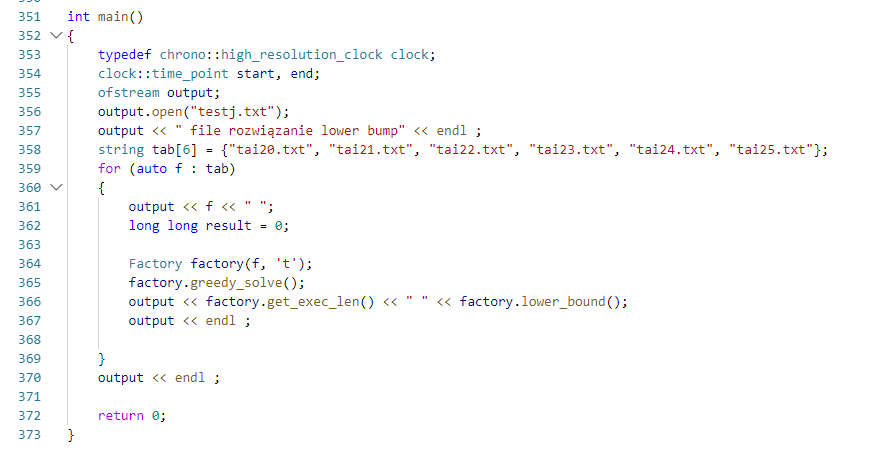 351 int main()
352 {
353 typedef chrono::high_resolution_clock clock;
354 clock::time_point start, end;
355 ofstream output;
356 output.open("testj.txt");
357 output << " file rozwiązanie lower bump" << endl ;
358 string tab[6] = {"tai20.txt", "tai21.txt", "tai22.txt", "tai23.txt", "tai24.txt", "tai25.txt"};
359 for (auto f : tab)
360 {
361 output << f << " ";
362 long long result = 0;
363
364 Factory factory(f, 't');
365 factory.greedy_solve();
366 output << factory.get_exec_len() << " " << factory.lower_bound();
367 output << endl ;
368
369 }
370 output << endl ;
371
372 return 0;
373 }